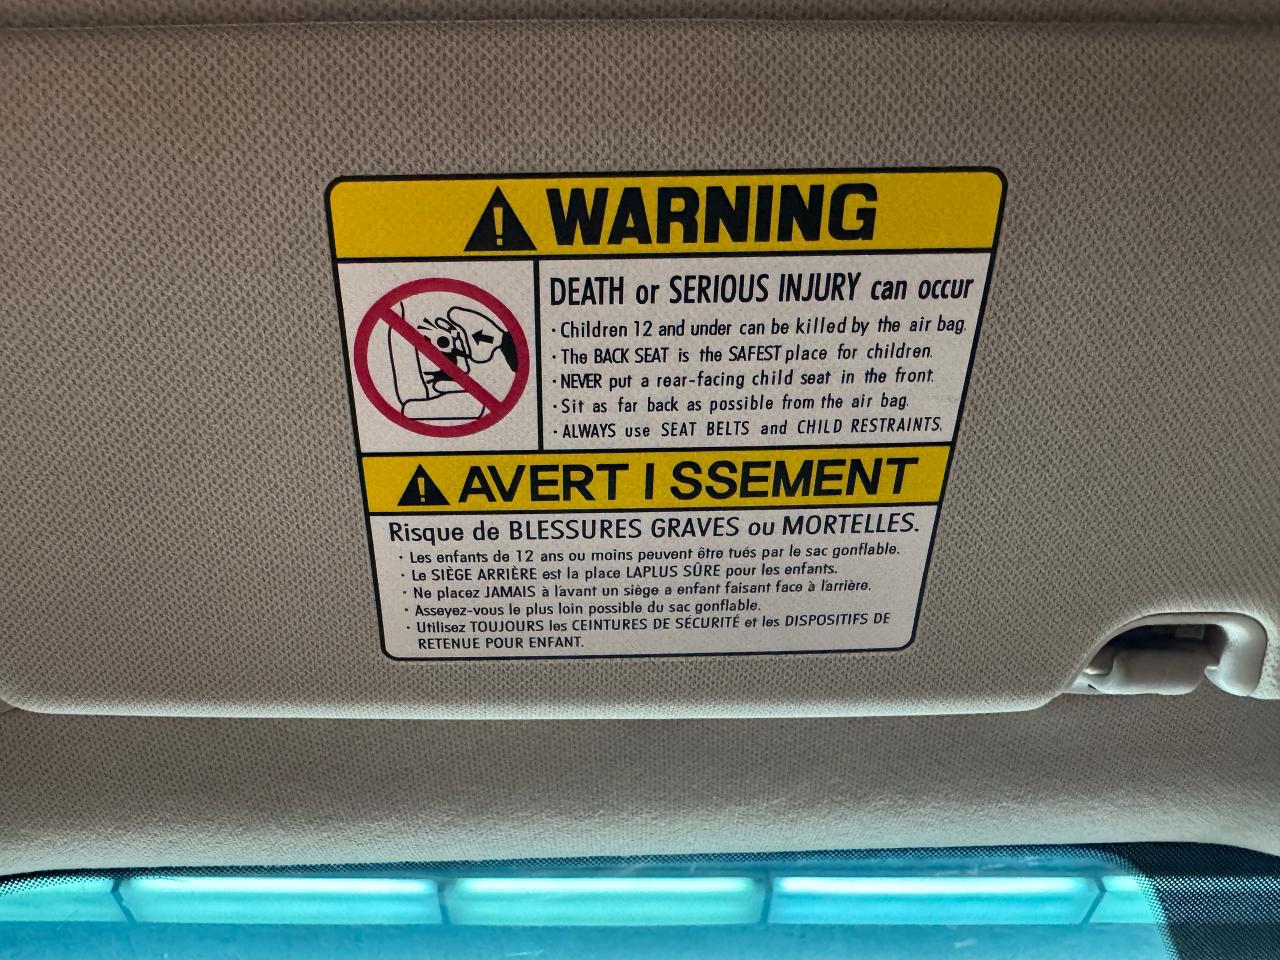 WARNING
DEATH or SERIOUS INJURY can occur
·Children 12 and under can be killed by the air bag.
·The BACK SEAT is the SAFEST place for children.
·NEVER put a rear-facing child seat in the front.
·Sit as far back as possible from the air bag.
·ALWAYS use SEAT BELTS and CHILD RESTRAINTS.
AVERTISSEMENT
Risque de BLESSURES GRAVES ou MORTELLES.
· Les enfants de 12 ans ou moins peuvent être tués par le sac gonflable.
· Le SIÈGE ARRIÈRE est la place LAPLUS SÛRE pour les enfants.
· Ne placez JAMAIS à l'avant un siège a enfant faisant face à l'arrière.
· Asseyez-vous le plus loin possible du sac gonflable.
· Utilisez TOUJOURS les CEINTURES DE SÉCURITÉ et les DISPOSITIFS DE
RETENUE POUR ENFANT.